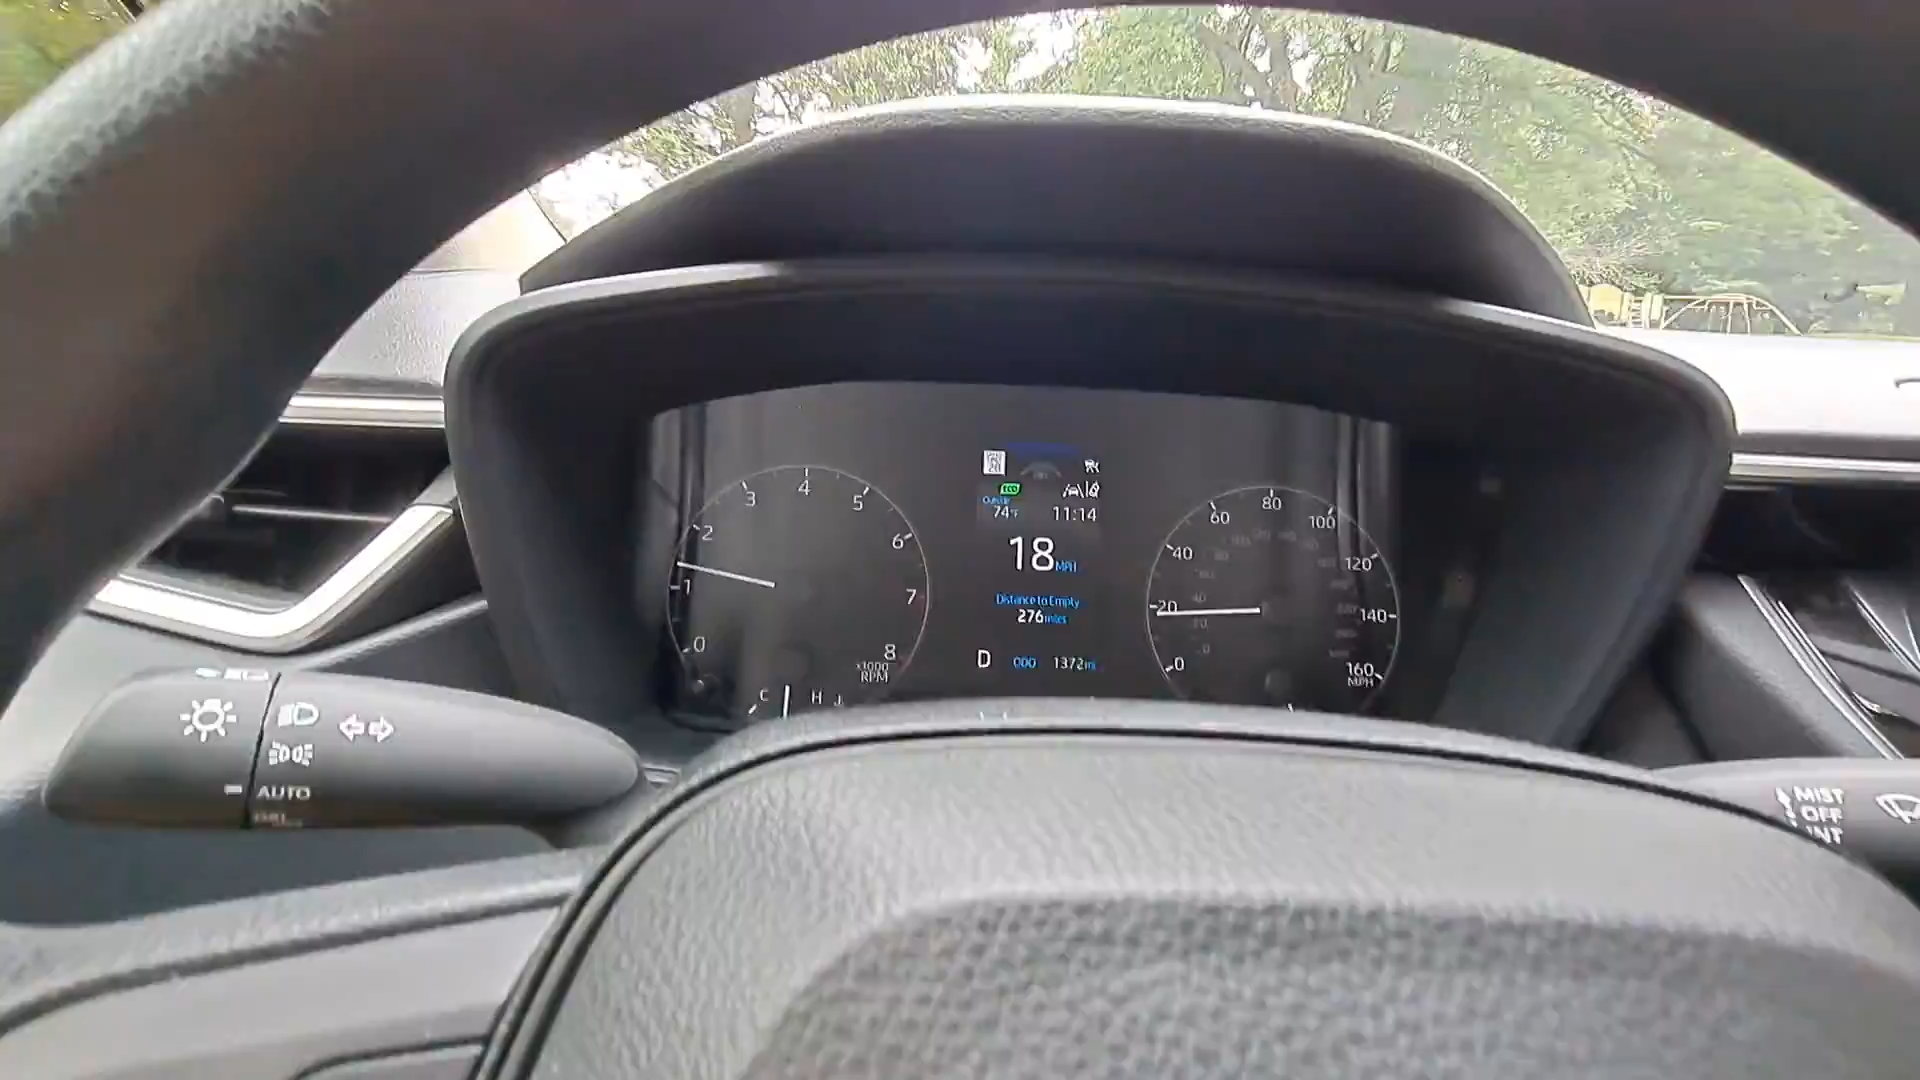 ECO
Outside
74°F 11:14
18 MPH
Distance to Empty
276 miles
D ODO 1372 mi
0 1 2 3 4 5 6 7 8
x1000
RPM
C H
0 20 40 60 80 100 120 140 160
MPH
AUTO
MIST
OFF
INT